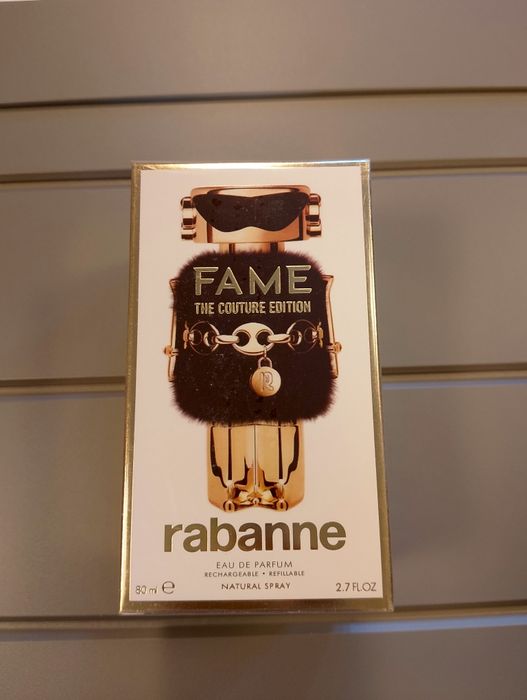 FAME
THE COUTURE EDITION
R
rabanne
EAU DE PARFUM
RECHARGEABLE • REFILLABLE
80 ml ℮ NATURAL SPRAY 2.7 FL.OZ